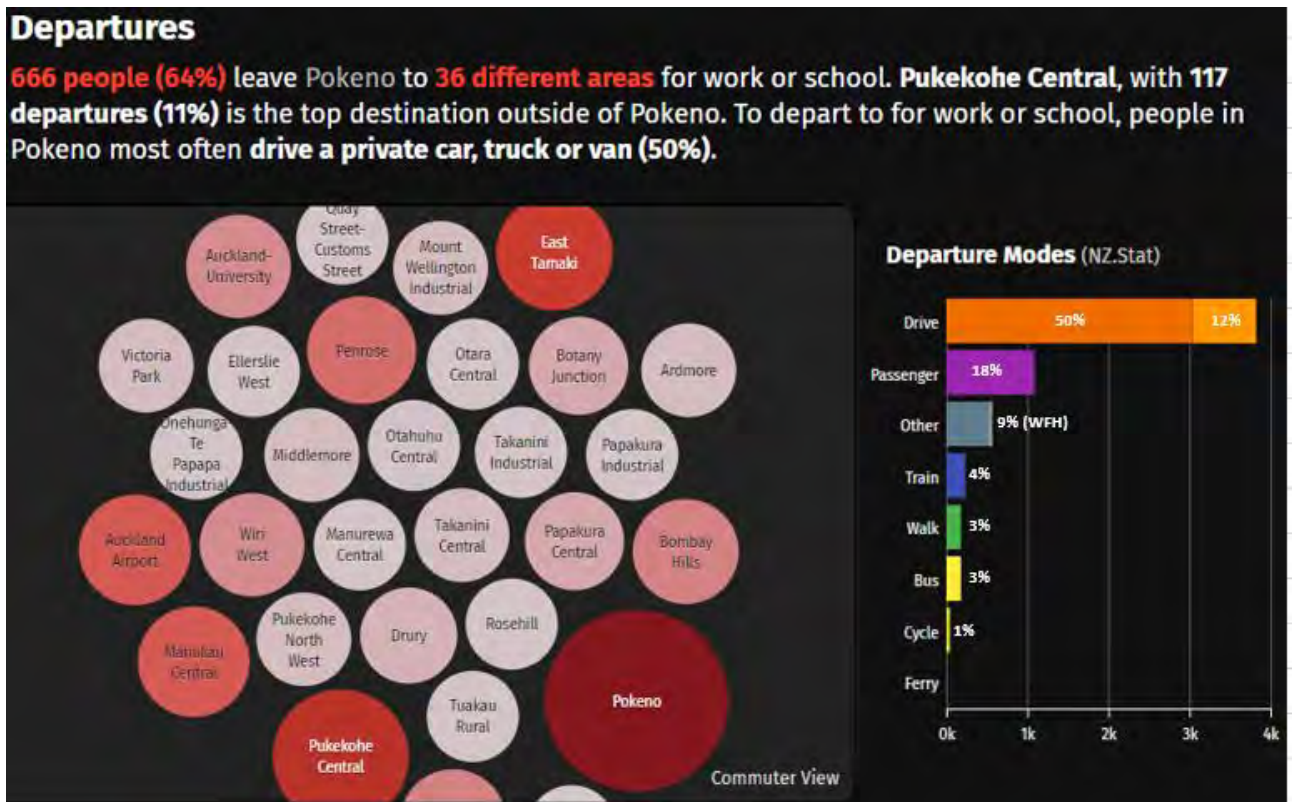 Departures
666 people (64%) leave Pokeno to 36 different areas for work or school. Pukekohe Central, with 117
departures (11%) is the top destination outside of Pokeno. To depart to for work or school, people in
Pokeno most often drive a private car, truck or van (50%).
Quay
Street-
Customs
Street
Auckland-
University
Mount
Wellington
Industrial
East
Tamaki
Victoria
Park
Ellerslie
West
Penrose
Otara
Central
Botany
Junction
Ardmore
Onehunga-
Te
Papapa
Industrial
Middlemore
Otahuhu
Central
Takanini
Industrial
Papakura
Industrial
Auckland
Airport
Wiri
West
Manurewa
Central
Takanini
Central
Papakura
Central
Bombay
Hills
Manukau
Central
Pukekohe
North
West
Drury
Rosehill
Pukekohe
Central
Tuakau
Rural
Pokeno
Commuter View
Departure Modes (NZ.Stat)
Drive 50% 12%
Passenger 18%
Other 9% (WFH)
Train 4%
Walk 3%
Bus 3%
Cycle 1%
Ferry
0k 1k 2k 3k 4k